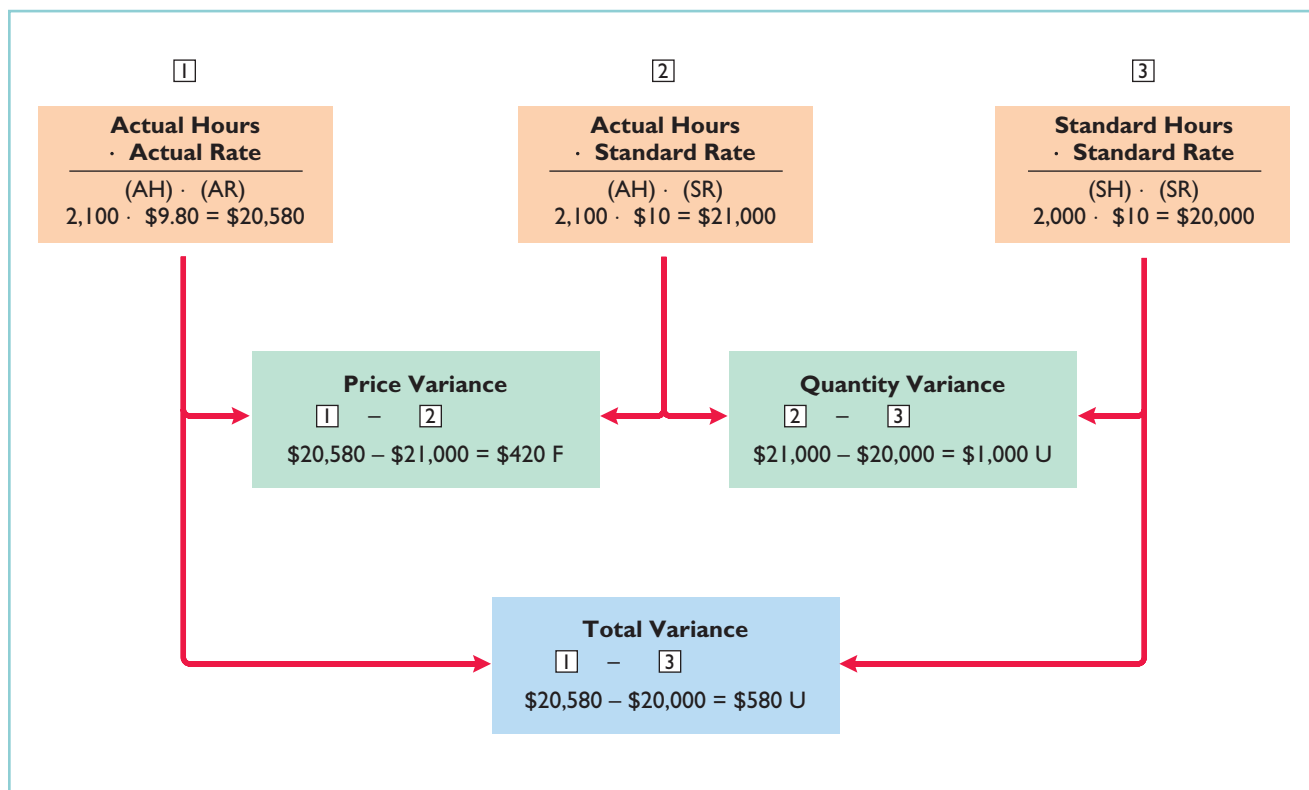 1
2
3
Actual Hours
· Actual Rate
(AH) · (AR)
2,100 · $9.80 = $20,580
Actual Hours
· Standard Rate
(AH) · (SR)
2,100 · $10 = $21,000
Standard Hours
· Standard Rate
(SH) · (SR)
2,000 · $10 = $20,000
Price Variance
1 – 2
$20,580 – $21,000 = $420 F
Quantity Variance
2 – 3
$21,000 – $20,000 = $1,000 U
Total Variance
1 – 3
$20,580 – $20,000 = $580 U